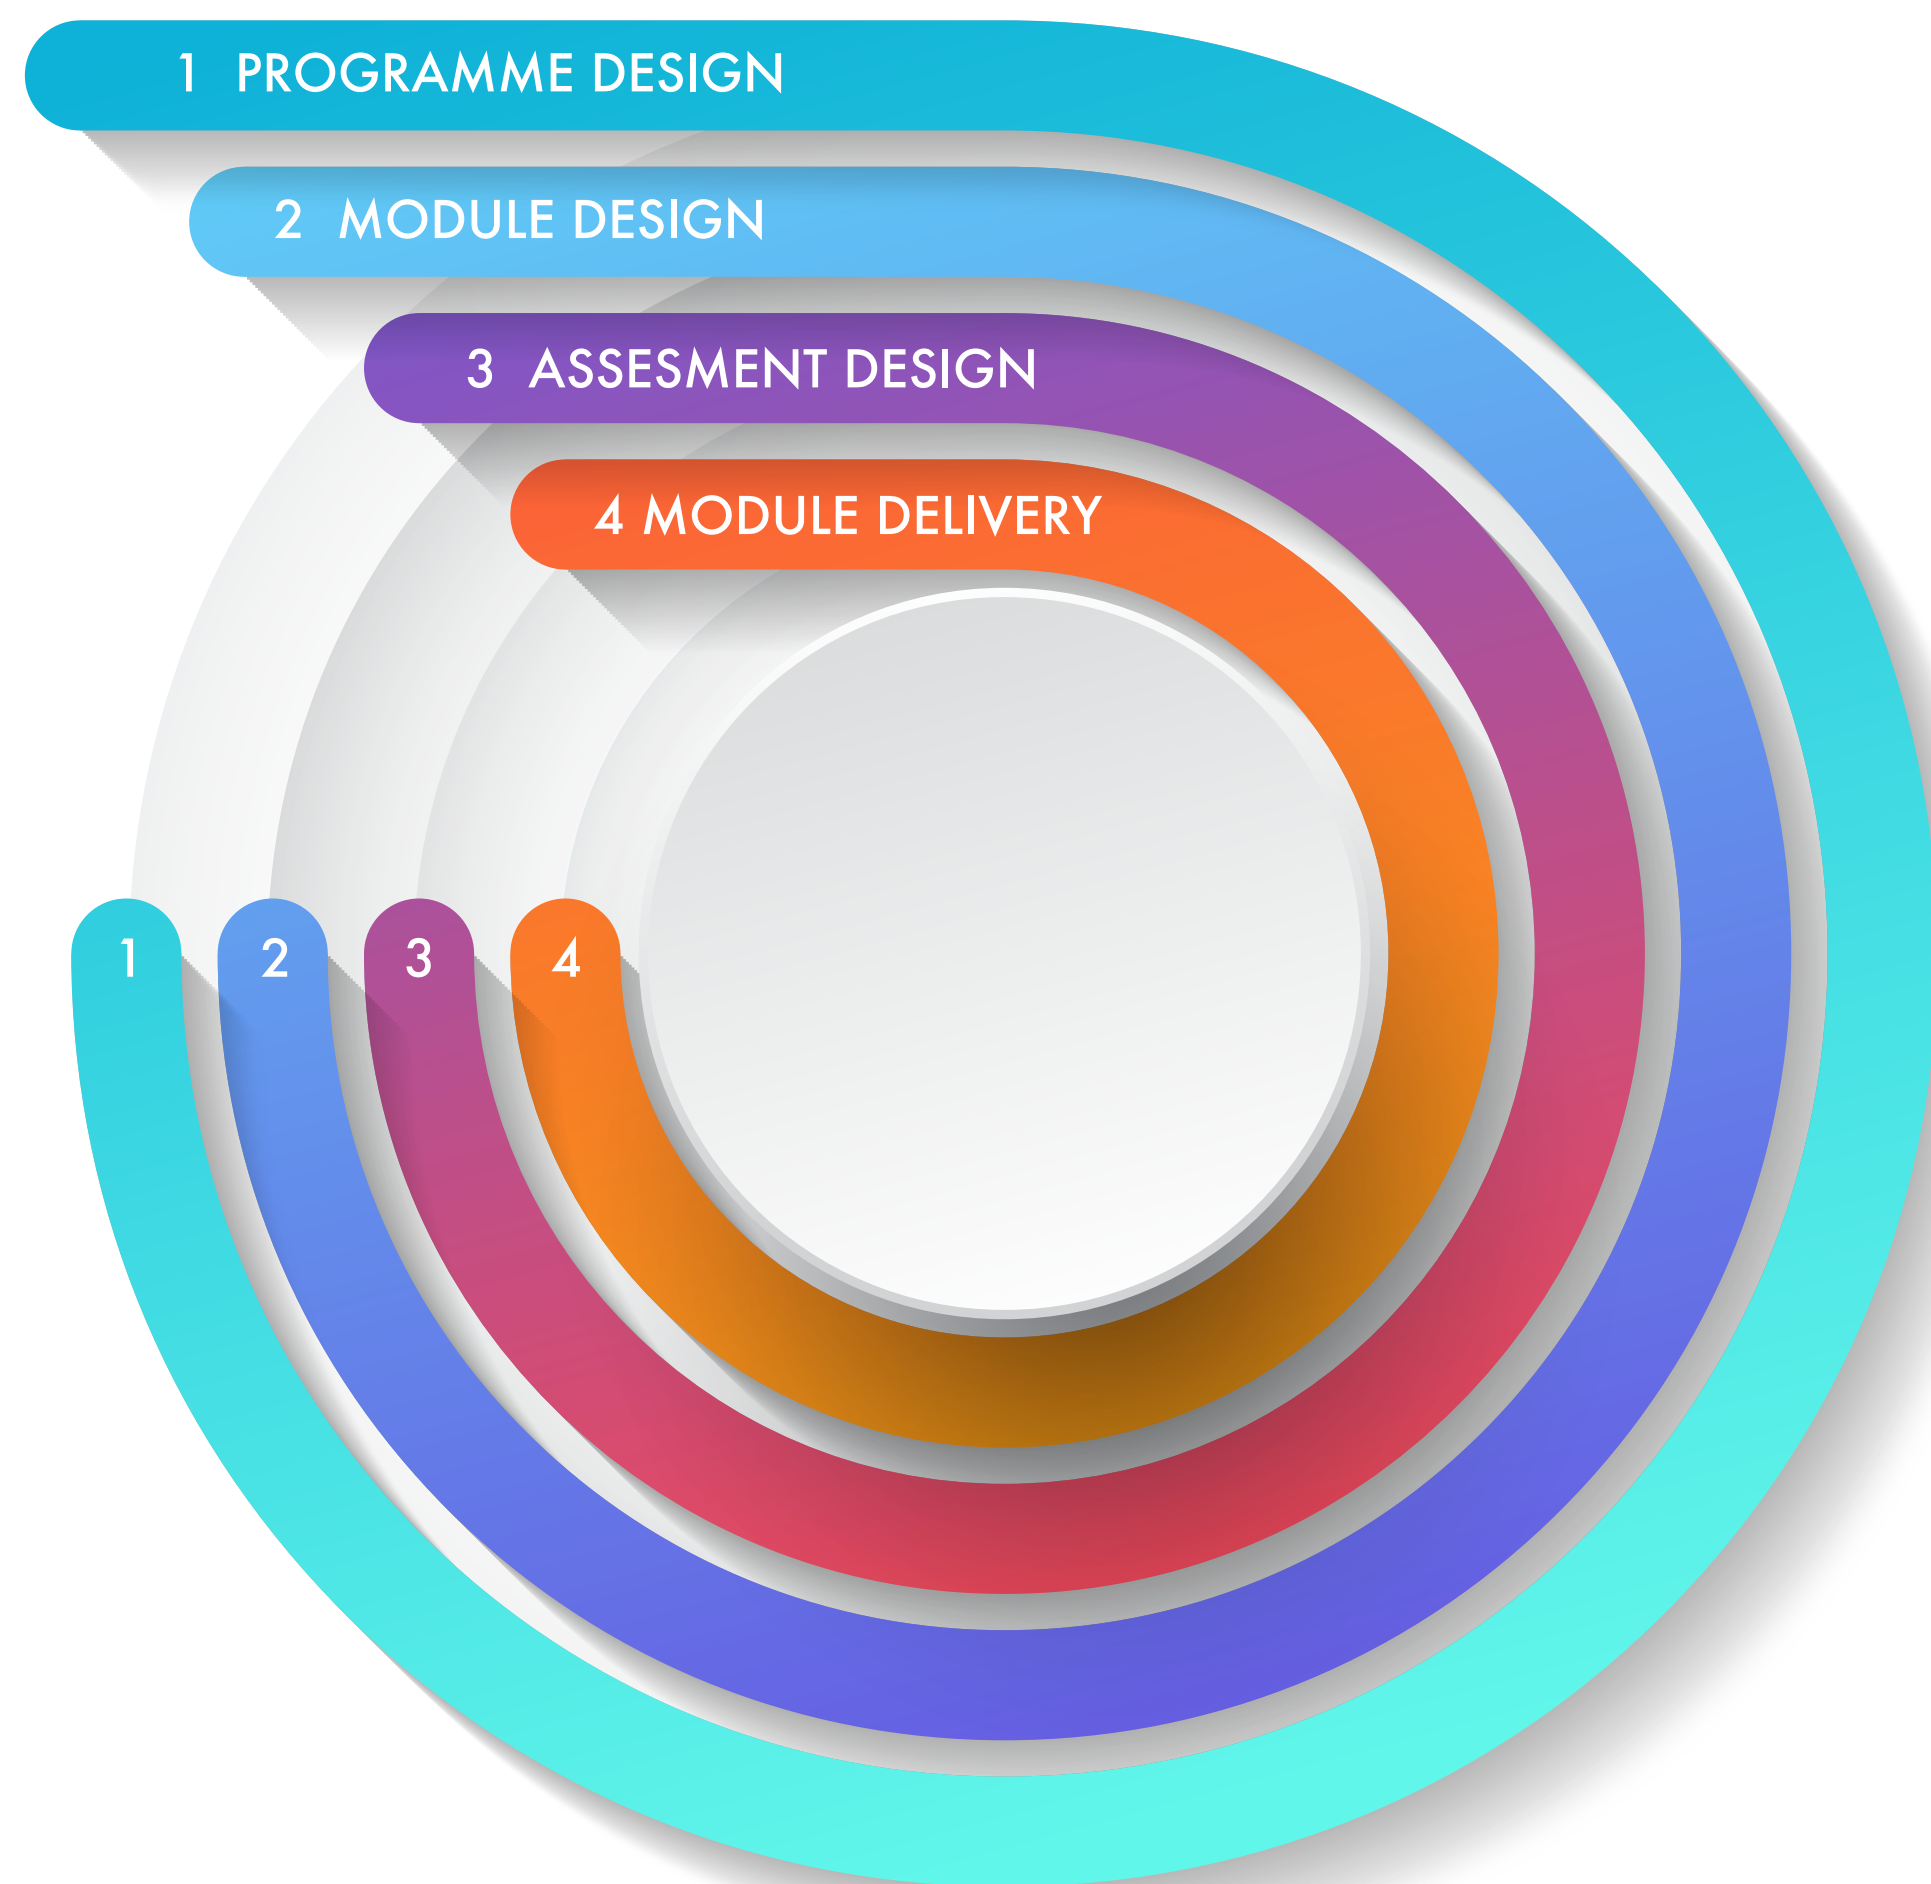 1 PROGRAMME DESIGN
2 MODULE DESIGN
3 ASSESMENT DESIGN
4 MODULE DELIVERY
1
2
3
4